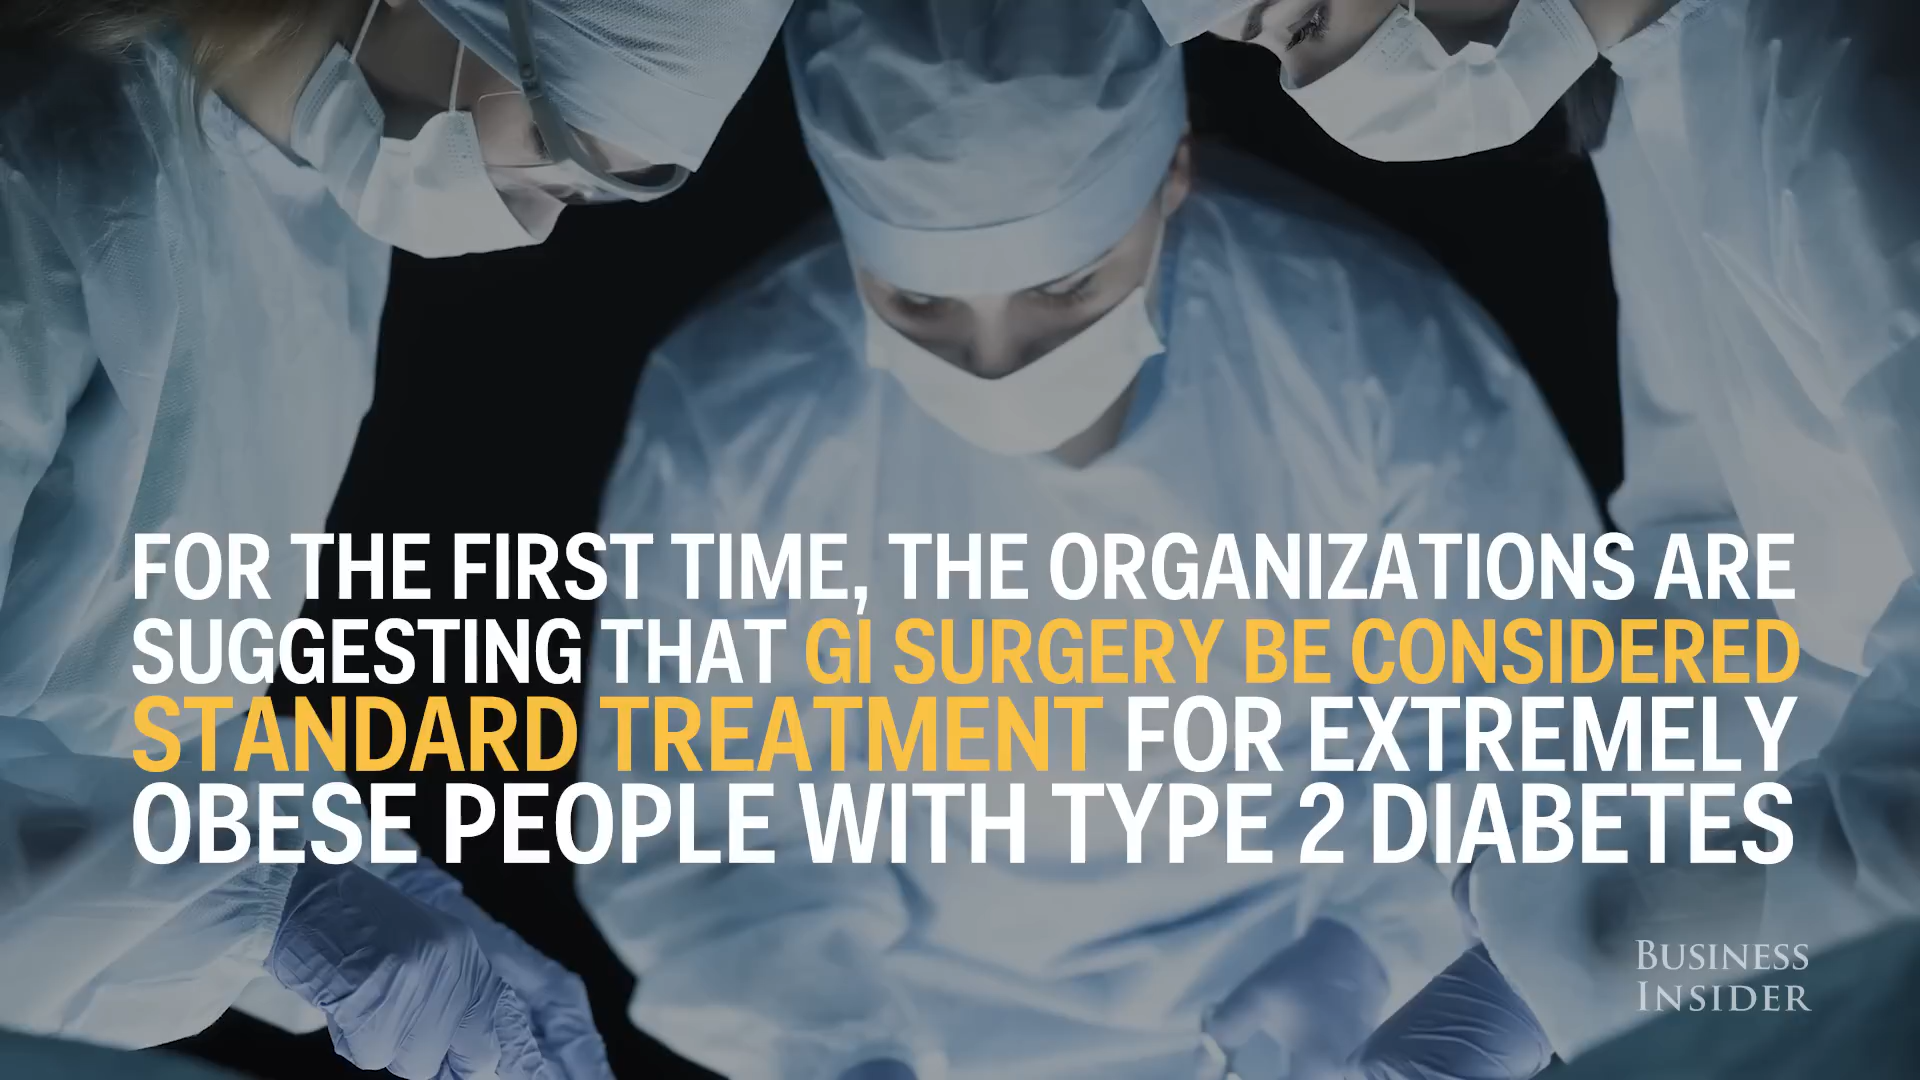 FOR THE FIRST TIME, THE ORGANIZATIONS ARE
SUGGESTING THAT GI SURGERY BE CONSIDERED
STANDARD TREATMENT FOR EXTREMELY
OBESE PEOPLE WITH TYPE 2 DIABETES
BUSINESS
INSIDER